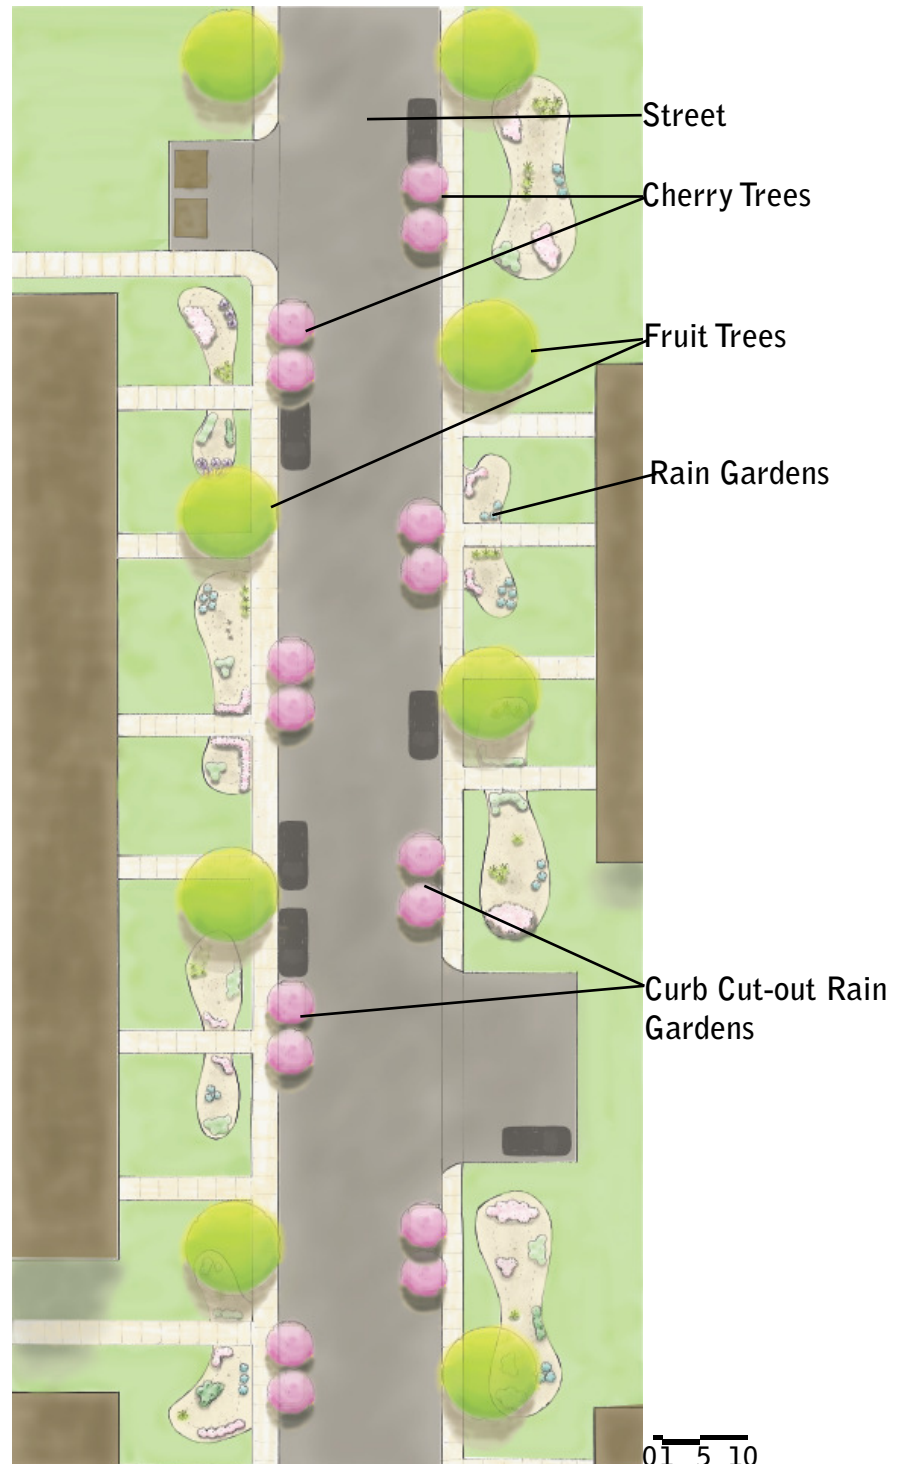 Street
Cherry Trees
Fruit Trees
Rain Gardens
Curb Cut-out Rain
Gardens
01 5 10